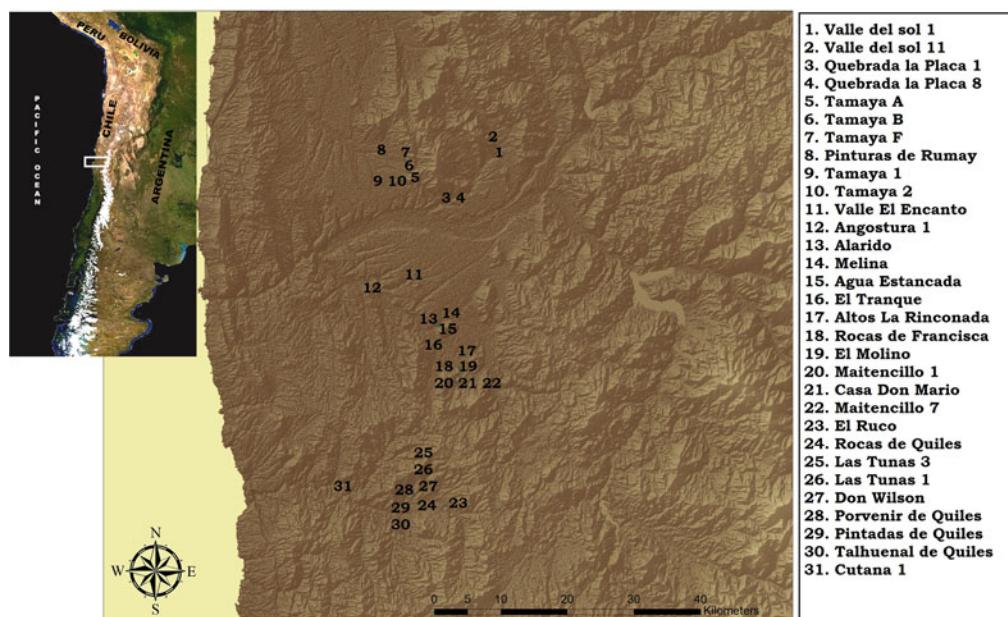 PERU
BOLIVIA
PACIFIC OCEAN
CHILE
ARGENTINA
2
8 7 1
6
9 10 5
3 4
11
12
14
13
15
16
17
18 19
20 21 22
25
26
31 28 27
29 24 23
30
N
W E
S
0 5 10 20 30 40
Kilometers
1. Valle del sol 1
2. Valle del sol 11
3. Quebrada la Placa 1
4. Quebrada la Placa 8
5. Tamaya A
6. Tamaya B
7. Tamaya F
8. Pinturas de Rumay
9. Tamaya 1
10. Tamaya 2
11. Valle El Encanto
12. Angostura 1
13. Alarido
14. Melina
15. Agua Estancada
16. El Tranque
17. Altos La Rinconada
18. Rocas de Francisca
19. El Molino
20. Maitencillo 1
21. Casa Don Mario
22. Maitencillo 7
23. El Ruco
24. Rocas de Quiles
25. Las Tunas 3
26. Las Tunas 1
27. Don Wilson
28. Porvenir de Quiles
29. Pintadas de Quiles
30. Talhuenal de Quiles
31. Cutana 1